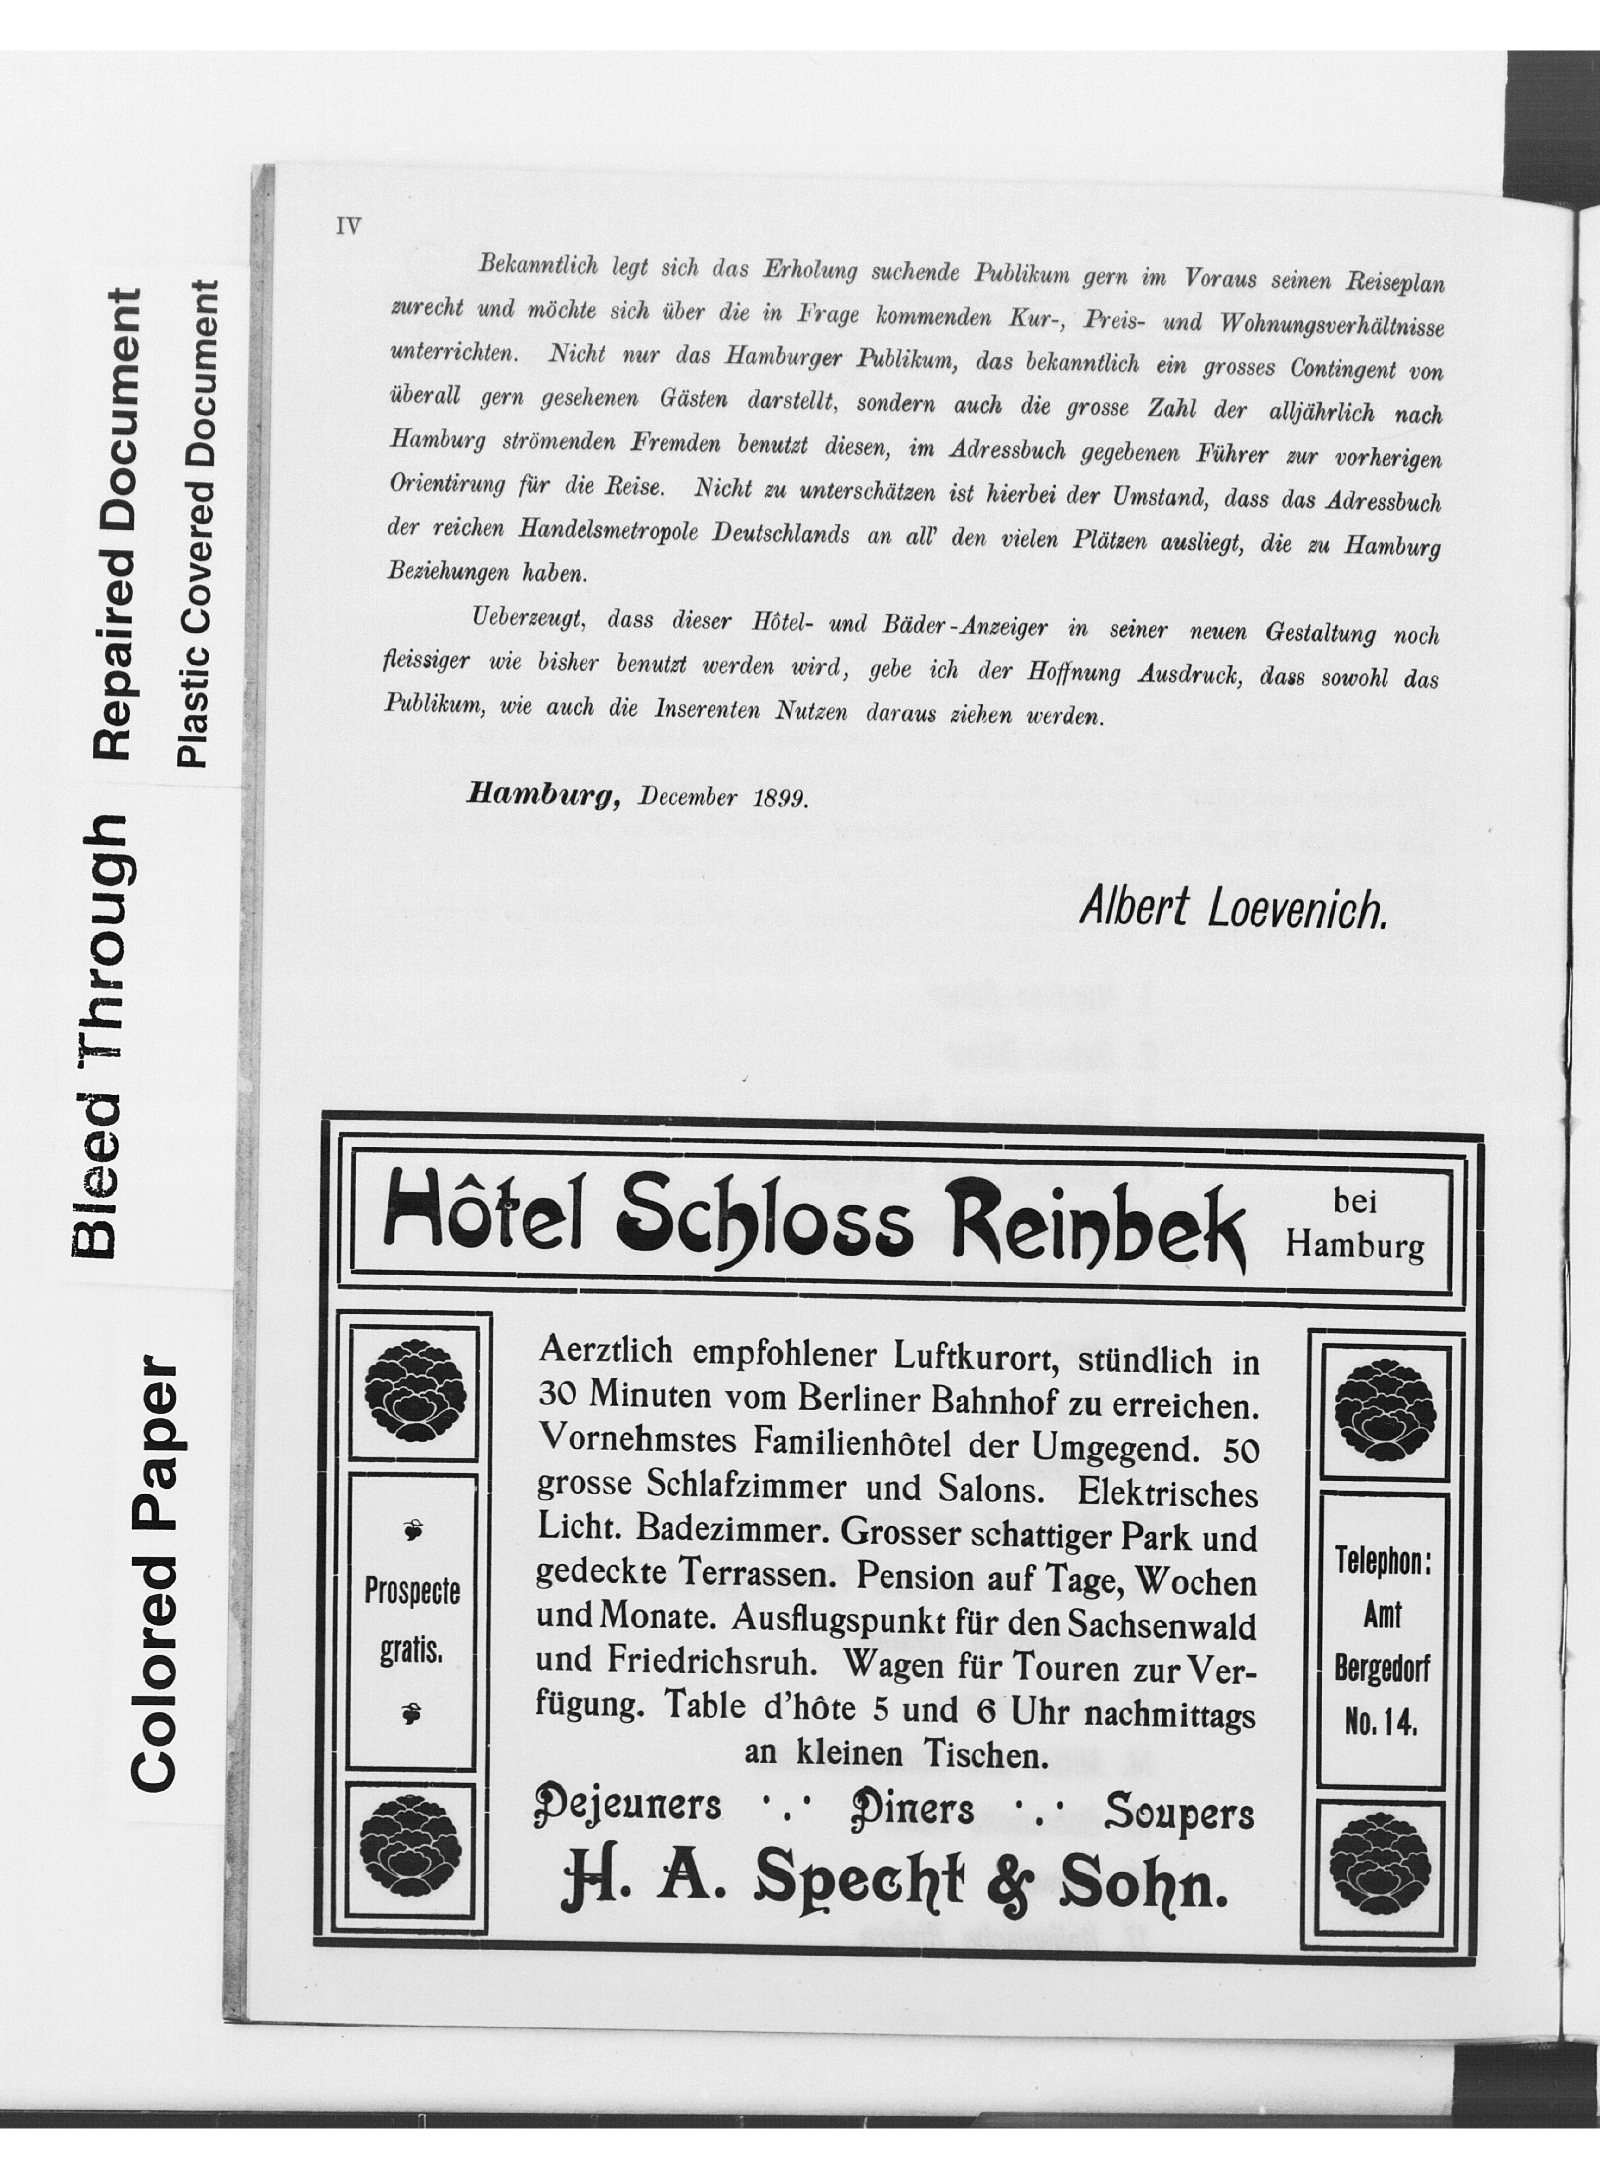 Repaired Document
Plastic Covered Document
Bleed Through
Colored Paper
IV
Bekanntlich legt sich das Erholung suchende Publikum gern im Voraus seinen Reiseplan
zurecht und möchte sich über die in Frage kommenden Kur-, Preis- und Wohnungsverhältnisse
unterrichten. Nicht nur das Hamburger Publikum, das bekanntlich ein grosses Contingent von
überall gern gesehenen Gästen darstellt, sondern auch die grosse Zahl der alljährlich nach
Hamburg strömenden Fremden benutzt diesen, im Adressbuch gegebenen Führer zur vorherigen
Orientirung für die Reise. Nicht zu unterschätzen ist hierbei der Umstand, dass das Adressbuch
der reichen Handelsmetropole Deutschlands an all' den vielen Plätzen ausliegt, die zu Hamburg
Beziehungen haben.
Ueberzeugt, dass dieser Hôtel- und Bäder-Anzeiger in seiner neuen Gestaltung noch
fleissiger wie bisher benutzt werden wird, gebe ich der Hoffnung Ausdruck, dass sowohl das
Publikum, wie auch die Inserenten Nutzen daraus ziehen werden.
Hamburg, December 1899.
Albert Loevenich.
Hôtel Schloss Reinbek bei
Hamburg
Aerztlich empfohlener Luftkurort, stündlich in
30 Minuten vom Berliner Bahnhof zu erreichen.
Vornehmstes Familienhôtel der Umgegend. 50
grosse Schlafzimmer und Salons. Elektrisches
Licht. Badezimmer. Grosser schattiger Park und
gedeckte Terrassen. Pension auf Tage, Wochen
und Monate. Ausflugspunkt für den Sachsenwald
und Friedrichsruh. Wagen für Touren zur Ver-
fügung. Table d'hôte 5 und 6 Uhr nachmittags
an kleinen Tischen.
Dejeuners ·.· Diners ·.· Soupers
H. A. Specht & Sohn.
Prospecte
gratis.
Telephon:
Amt
Bergedorf
No. 14.